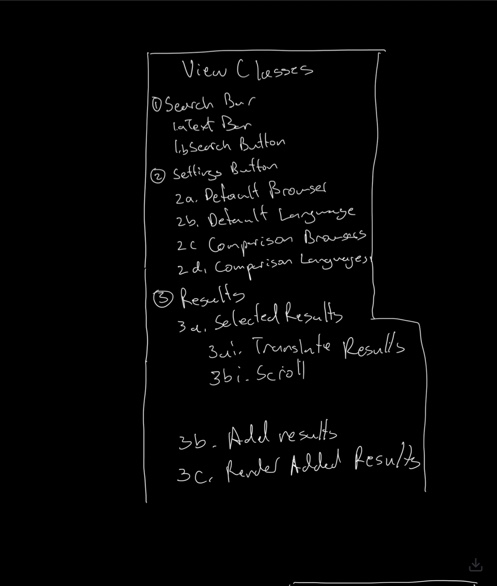 View Classes
① Search Bar
1a Text Bar
1b Search Button
② Settings Button
2a. Default Browser
2b. Default Language
2c Comparison Browsers
2d. Comparison Languages
③ Results
3a. Selected Results
3ai. Translate Results
3bi. Scroll
3b. Add results
3c. Render Added Results